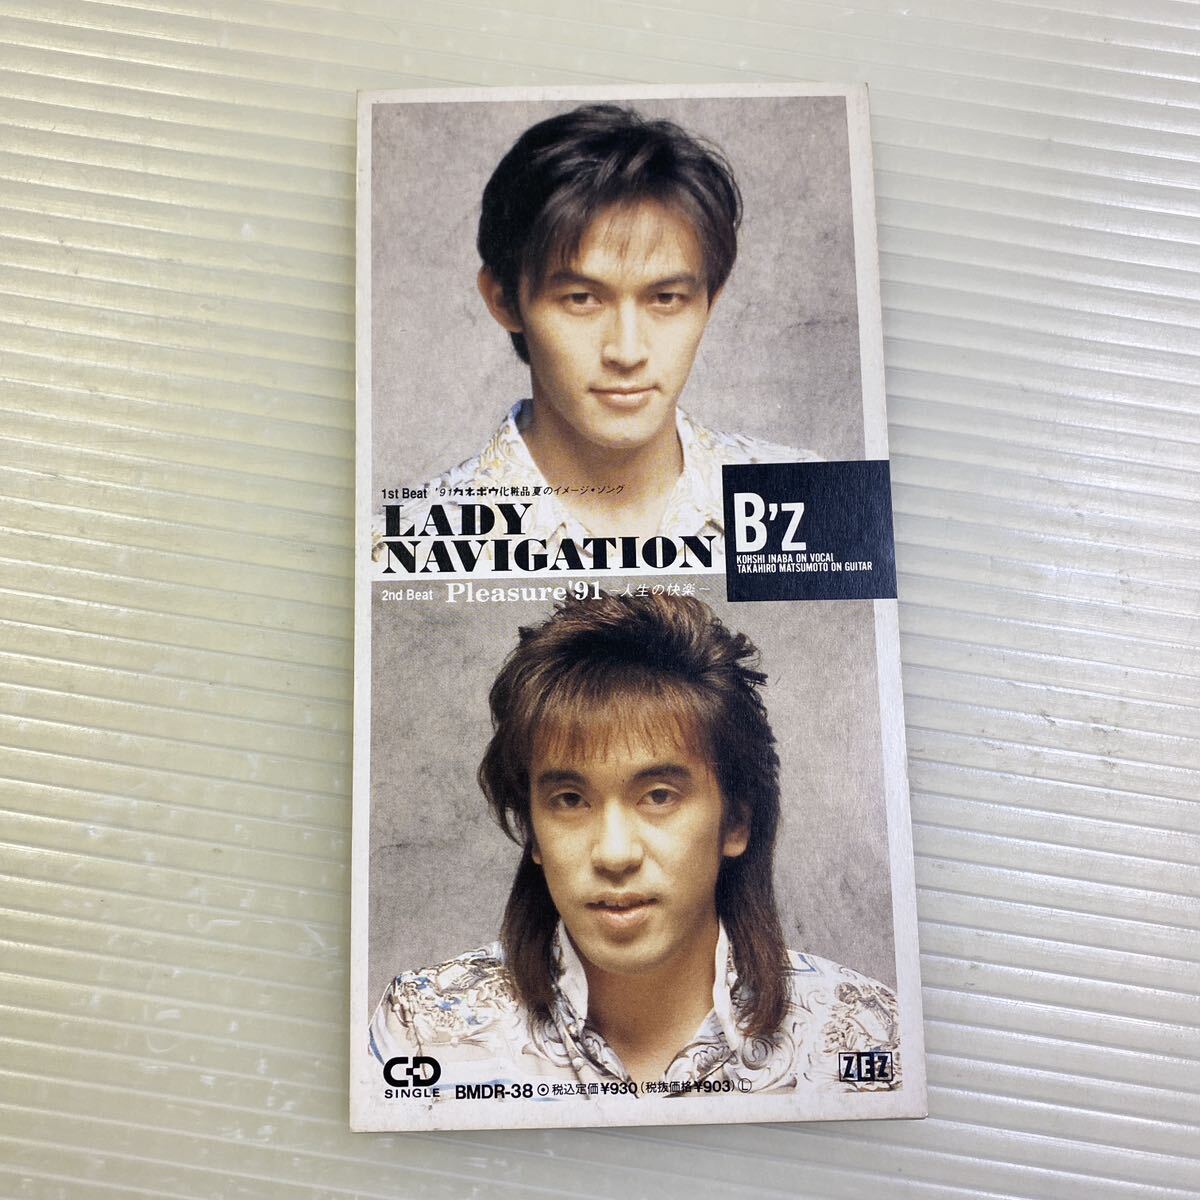 1st Beat '91カネボウ化粧品夏のイメージ・ソング
LADY
NAVIGATION
2nd Beat Pleasure'91 −人生の快楽−
B'z
KOHSHI INABA ON VOCAL
TAKAHIRO MATSUMOTO ON GUITAR
CD
SINGLE
BMDR-38 税込定価¥930(税抜価格¥903) Ⓛ
ZEZ